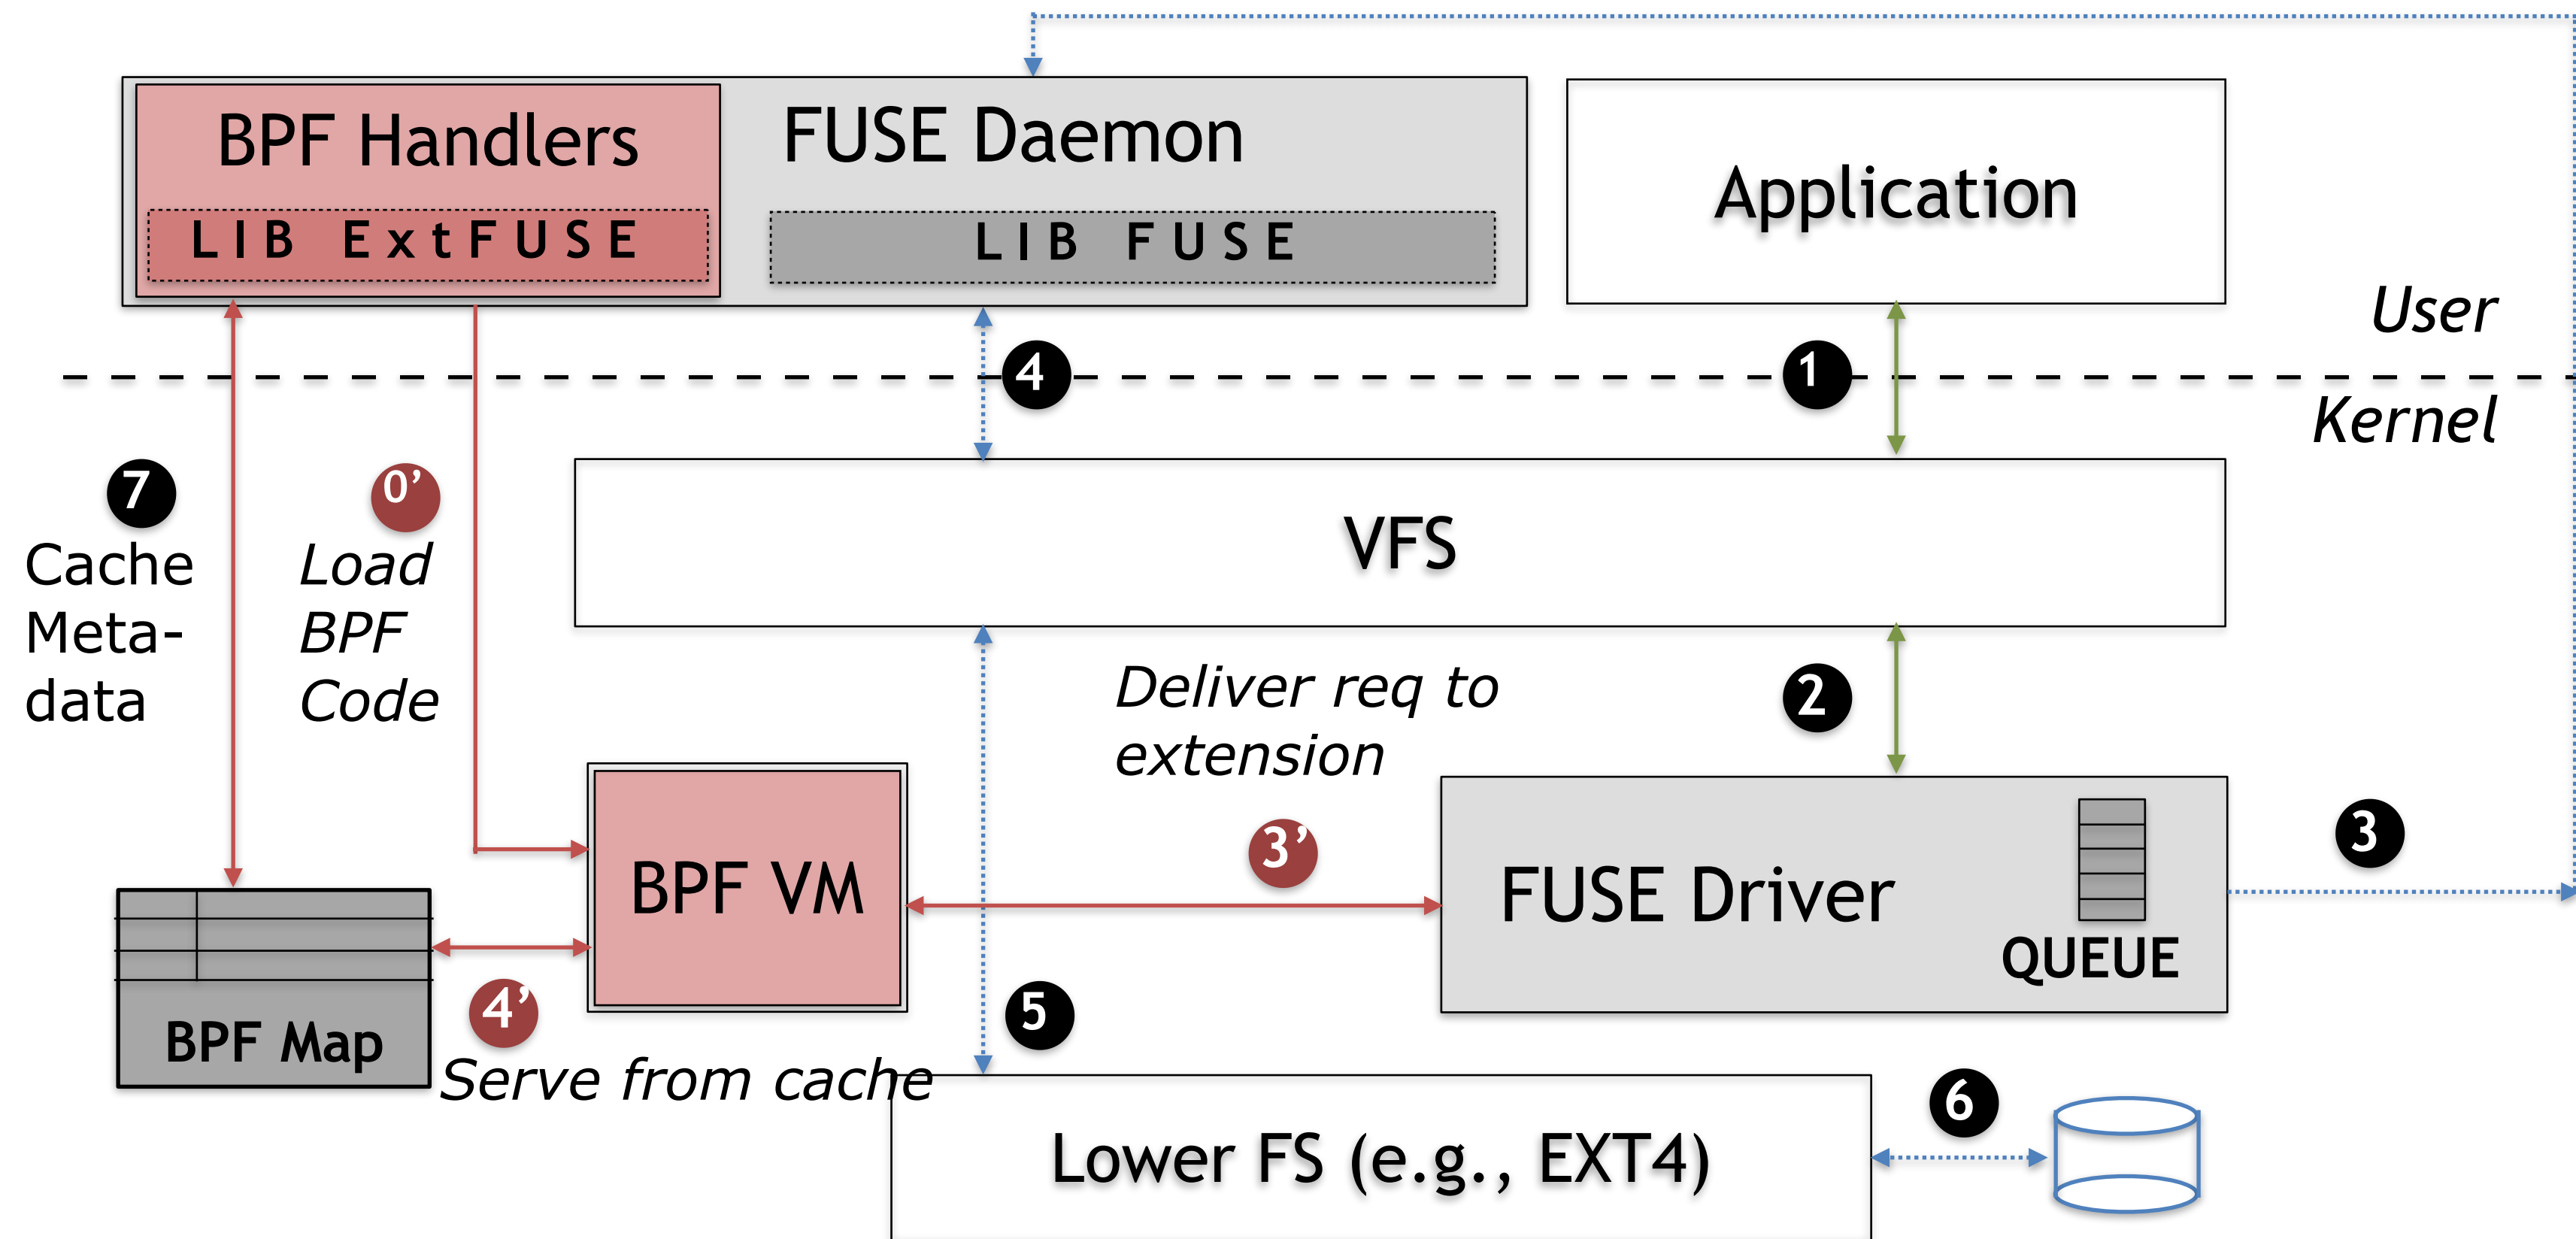 BPF Handlers
LIB ExtFUSE
FUSE Daemon
LIB FUSE
Application
User
Kernel
4
1
7
Cache
Meta-
data
0’
Load
BPF
Code
VFS
Deliver req to
extension
2
3’
3
BPF VM
FUSE Driver
QUEUE
BPF Map
4’
Serve from cache
5
6
Lower FS (e.g., EXT4)